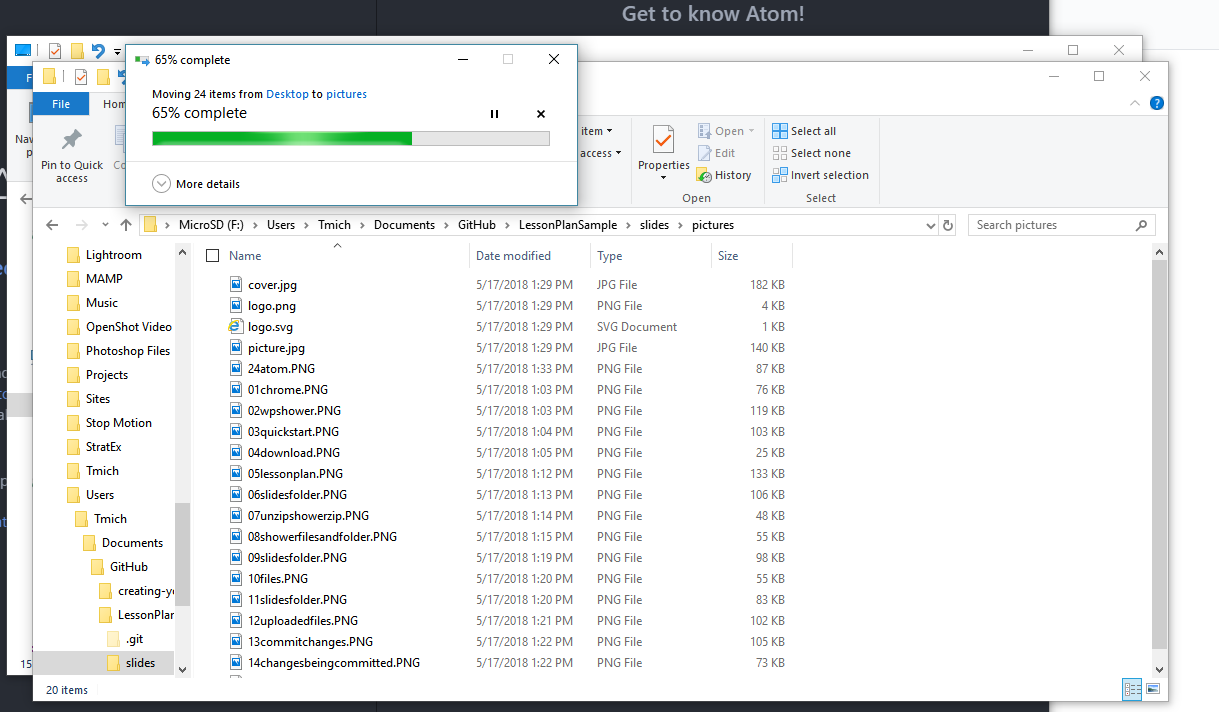 Get to know Atom!
65% complete
Moving 24 items from Desktop to pictures
65% complete
More details
File
Pin to Quick
access
item
access
Properties
Open
Edit
History
Open
Select all
Select none
Invert selection
Select
MicroSD (F:) > Users > Tmich > Documents > GitHub > LessonPlanSample > slides > pictures
Search pictures
Lightroom
MAMP
Music
OpenShot Video
Photoshop Files
Projects
Sites
Stop Motion
StratEx
Tmich
Users
Tmich
Documents
GitHub
creating-y
LessonPlan
.git
slides
Name Date modified Type Size
cover.jpg 5/17/2018 1:29 PM JPG File 182 KB
logo.png 5/17/2018 1:29 PM PNG File 4 KB
logo.svg 5/17/2018 1:29 PM SVG Document 1 KB
picture.jpg 5/17/2018 1:29 PM JPG File 140 KB
24atom.PNG 5/17/2018 1:33 PM PNG File 87 KB
01chrome.PNG 5/17/2018 1:03 PM PNG File 76 KB
02wpshower.PNG 5/17/2018 1:03 PM PNG File 119 KB
03quickstart.PNG 5/17/2018 1:04 PM PNG File 103 KB
04download.PNG 5/17/2018 1:05 PM PNG File 25 KB
05lessonplan.PNG 5/17/2018 1:12 PM PNG File 133 KB
06slidesfolder.PNG 5/17/2018 1:13 PM PNG File 106 KB
07unzipshowerzip.PNG 5/17/2018 1:14 PM PNG File 48 KB
08showerfilesandfolder.PNG 5/17/2018 1:15 PM PNG File 55 KB
09slidesfolder.PNG 5/17/2018 1:19 PM PNG File 98 KB
10files.PNG 5/17/2018 1:20 PM PNG File 55 KB
11slidesfolder.PNG 5/17/2018 1:20 PM PNG File 83 KB
12uploadedfiles.PNG 5/17/2018 1:21 PM PNG File 102 KB
13commitchanges.PNG 5/17/2018 1:22 PM PNG File 105 KB
14changesbeingcommitted.PNG 5/17/2018 1:22 PM PNG File 73 KB
20 items